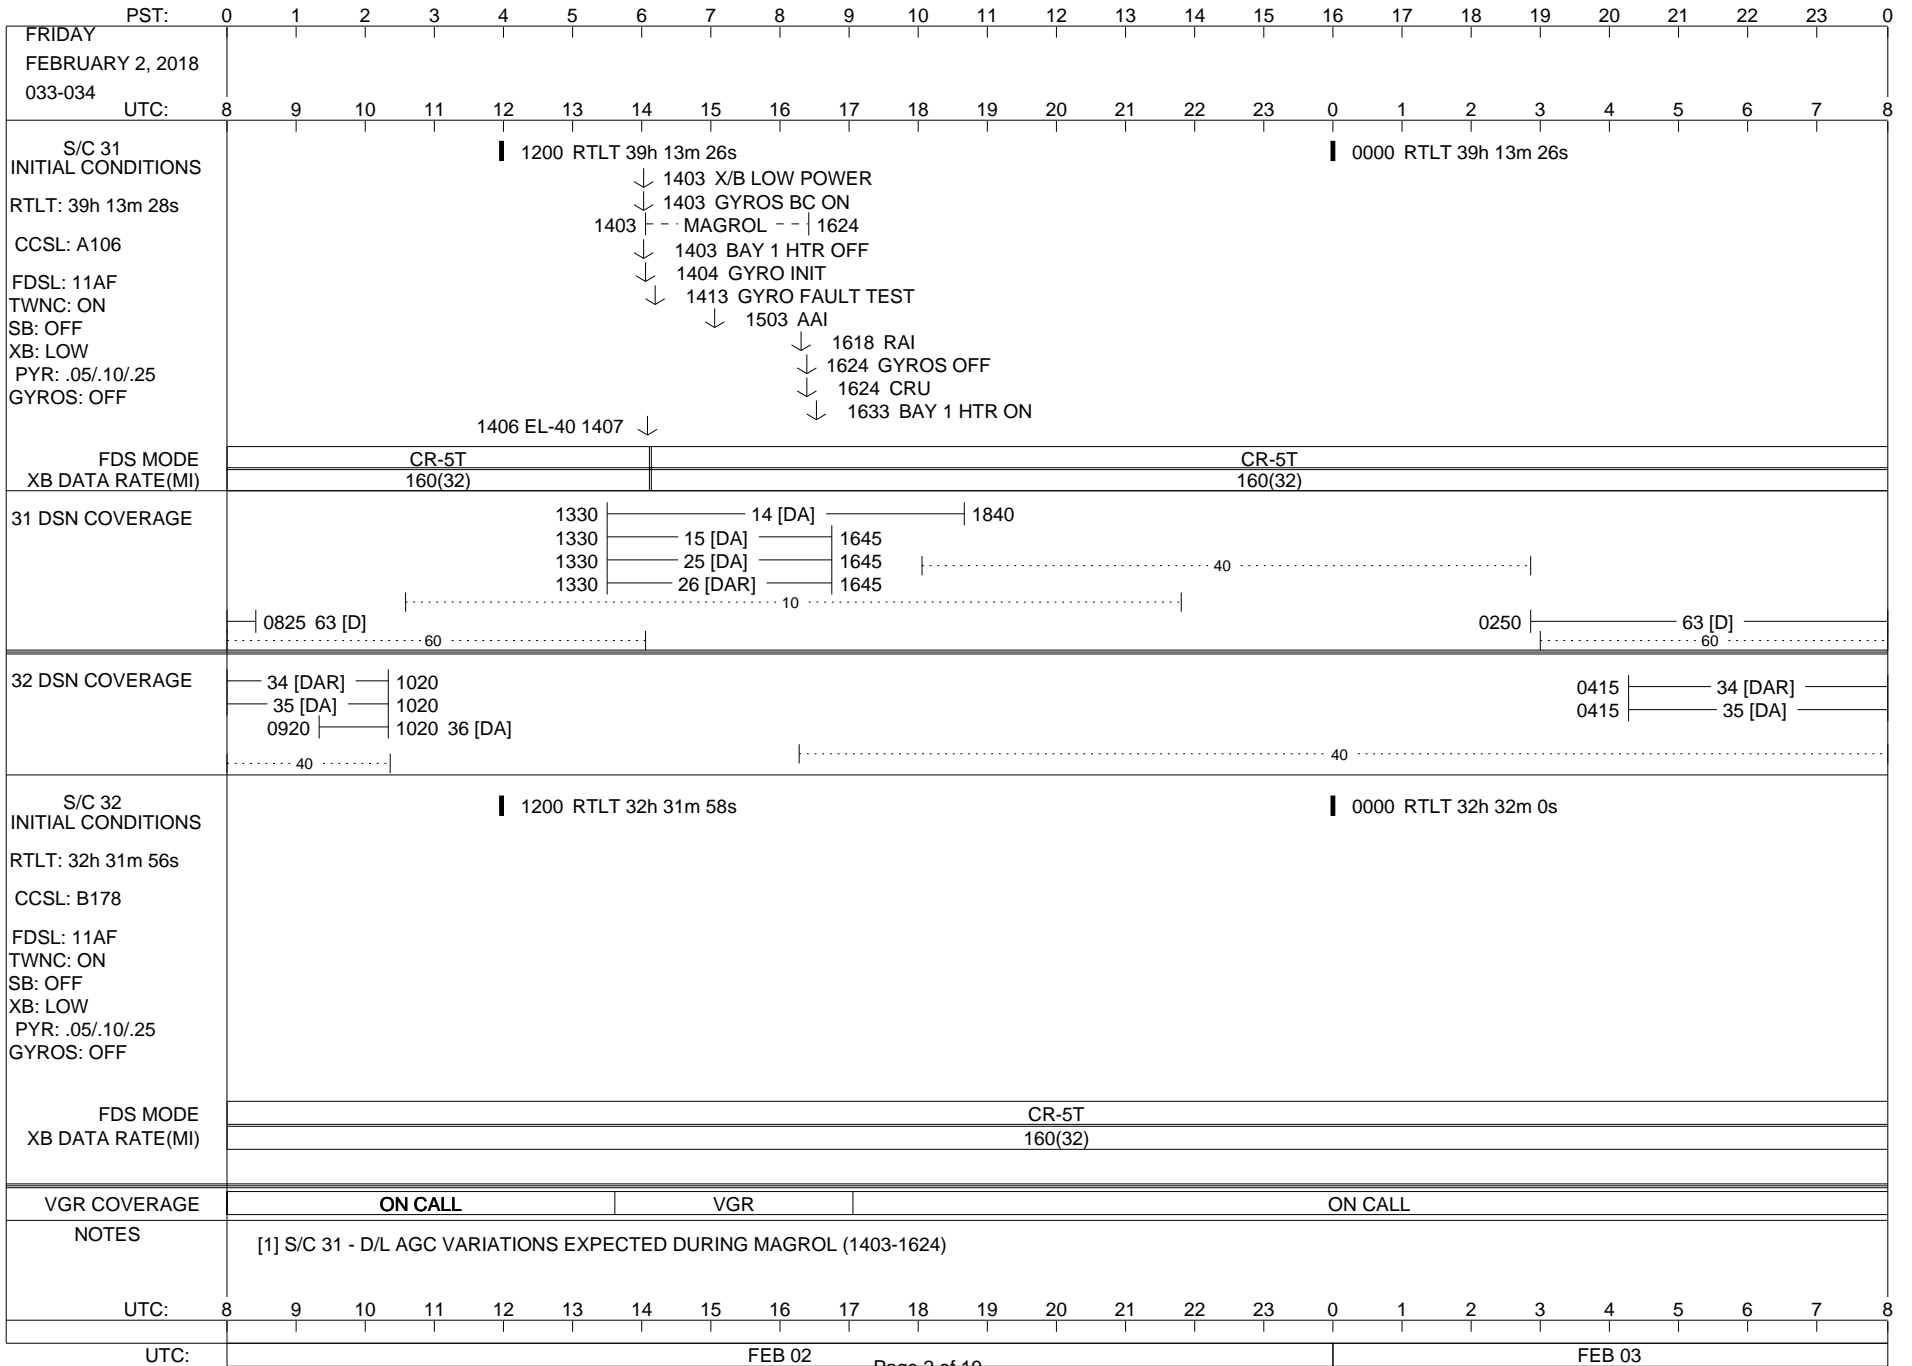 PST: 0 1 2 3 4 5 6 7 8 9 10 11 12 13 14 15 16 17 18 19 20 21 22 23 0
FRIDAY
FEBRUARY 2, 2018
033-034
UTC: 8 9 10 11 12 13 14 15 16 17 18 19 20 21 22 23 0 1 2 3 4 5 6 7 8
S/C 31
INITIAL CONDITIONS
RTLT: 39h 13m 28s
CCSL: A106
FDSL: 11AF
TWNC: ON
SB: OFF
XB: LOW
PYR: .05/.10/.25
GYROS: OFF
1200 RTLT 39h 13m 26s
0000 RTLT 39h 13m 26s
1403 X/B LOW POWER
1403 GYROS BC ON
1403 MAGROL 1624
1403 BAY 1 HTR OFF
1404 GYRO INIT
1413 GYRO FAULT TEST
1503 AAI
1618 RAI
1624 GYROS OFF
1624 CRU
1633 BAY 1 HTR ON
1406 EL-40 1407
FDS MODE CR-5T CR-5T
XB DATA RATE(MI) 160(32) 160(32)
31 DSN COVERAGE
1330 14 [DA] 1840
1330 15 [DA] 1645
1330 25 [DA] 1645
40
1330 26 [DAR] 1645
10
0825 63 [D]
0250 63 [D]
60
60
32 DSN COVERAGE
34 [DAR] 1020
0415 34 [DAR]
35 [DA] 1020
0415 35 [DA]
0920 1020 36 [DA]
40
40
S/C 32
INITIAL CONDITIONS
RTLT: 32h 31m 56s
CCSL: B178
FDSL: 11AF
TWNC: ON
SB: OFF
XB: LOW
PYR: .05/.10/.25
GYROS: OFF
1200 RTLT 32h 31m 58s
0000 RTLT 32h 32m 0s
FDS MODE CR-5T
XB DATA RATE(MI) 160(32)
VGR COVERAGE ON CALL VGR ON CALL
NOTES
[1] S/C 31 - D/L AGC VARIATIONS EXPECTED DURING MAGROL (1403-1624)
UTC: 8 9 10 11 12 13 14 15 16 17 18 19 20 21 22 23 0 1 2 3 4 5 6 7 8
UTC: FEB 02 FEB 03